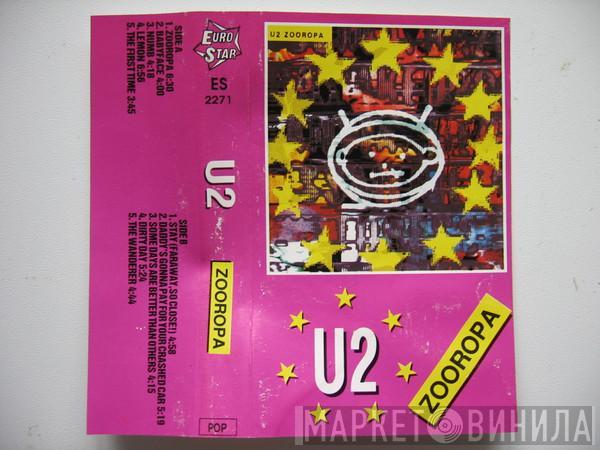 SIDE A
1. ZOOROPA 6:30
2. BABYFACE 4:00
3. NUMB 4:18
4. LEMON 6:56
5. THE FIRST TIME 3:45
SIDE B
1. STAY (FARAWAY, SO CLOSE!) 4:58
2. DADDY'S GONNA PAY FOR YOUR CRASHED CAR 5:19
3. SOME DAYS ARE BETTER THAN OTHERS 4:15
4. DIRTY DAY 5:24
5. THE WANDERER 4:44
EURO
STAR
ES
2271
U2
ZOOROPA
POP
U2 ZOOROPA
U2
ZOOROPA
МАРКЕТОВИНИЛА